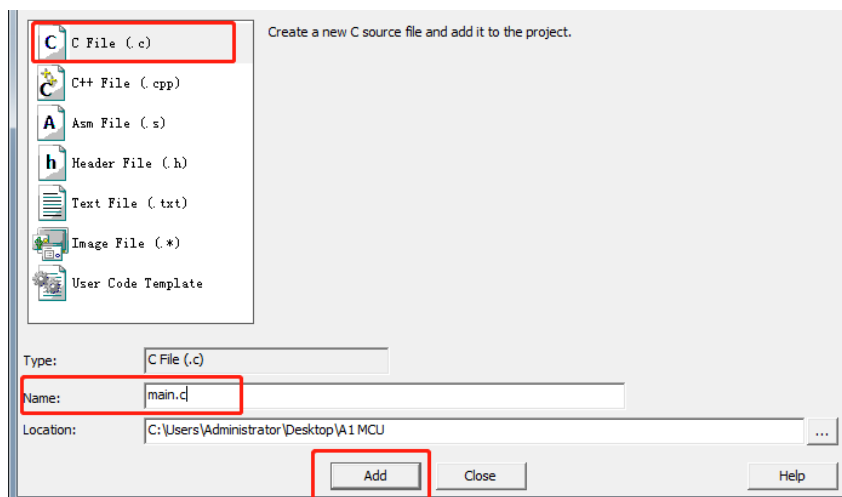 C File (.c)
Create a new C source file and add it to the project.
C++ File (.cpp)
Asm File (.s)
Header File (.h)
Text File (.txt)
Image File (.*)
User Code Template
Type:
C File (.c)
Name:
main.c
Location:
C:\Users\Administrator\Desktop\A1 MCU
...
Add
Close
Help